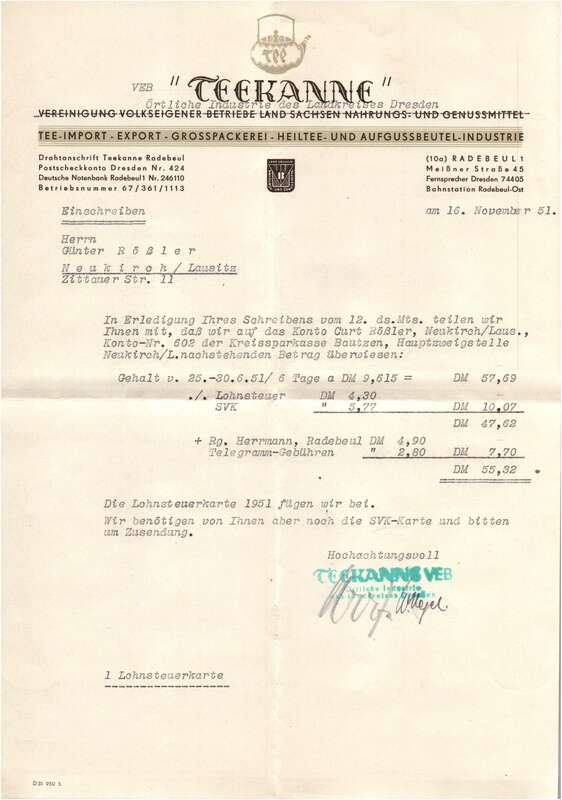 TEE
VEB "TEEKANNE"
Örtliche Industrie des Landkreises Dresden
VEREINIGUNG VOLKSEIGENER BETRIEBE LAND SACHSEN NAHRUNGS- UND GENUSSMITTEL
TEE-IMPORT - EXPORT - GROSSPACKEREI - HEILTEE- UND AUFGUSSBEUTEL-INDUSTRIE
Drahtanschrift Teekanne Radebeul
Postscheckkonto Dresden Nr. 424
Deutsche Notenbank Radebeul 1 Nr. 246110
Betriebsnummer 67/361/1113
(10a) RADEBEUL 1
Meißner Straße 45
Fernsprecher Dresden 74405
Bahnstation Radebeul-Ost
Einschreiben
am 16. November 51.
Herrn
Günter Rößler
Neukirch/Lausitz
Zittauer Str. 11
In Erledigung Ihres Schreibens vom 12. ds.Mts. teilen wir
Ihnen mit, daß wir auf das Konto Curt Rößler, Neukirch/Laus.,
Konto-Nr. 602 der Kreissparkasse Bautzen, Hauptzweigstelle
Neukirch/L.nachstehenden Betrag überwiesen:
Gehalt v. 25.-30.6.51/ 6 Tage a DM 9,615 = DM 57,69
./. Lohnsteuer DM 4,30
SVK " 5,77 DM 10,07
DM 47,62
+ Rg. Herrmann, Radebeul DM 4,90
Telegramm-Gebühren " 2,80 DM 7,70
DM 55,32
Die Lohnsteuerkarte 1951 fügen wir bei.
Wir benötigen von Ihnen aber noch die SVK-Karte und bitten
um Zusendung.
Hochachtungsvoll
TEEKANNE VEB
Örtliche Industrie
des Landkreises Dresden
1 Lohnsteuerkarte